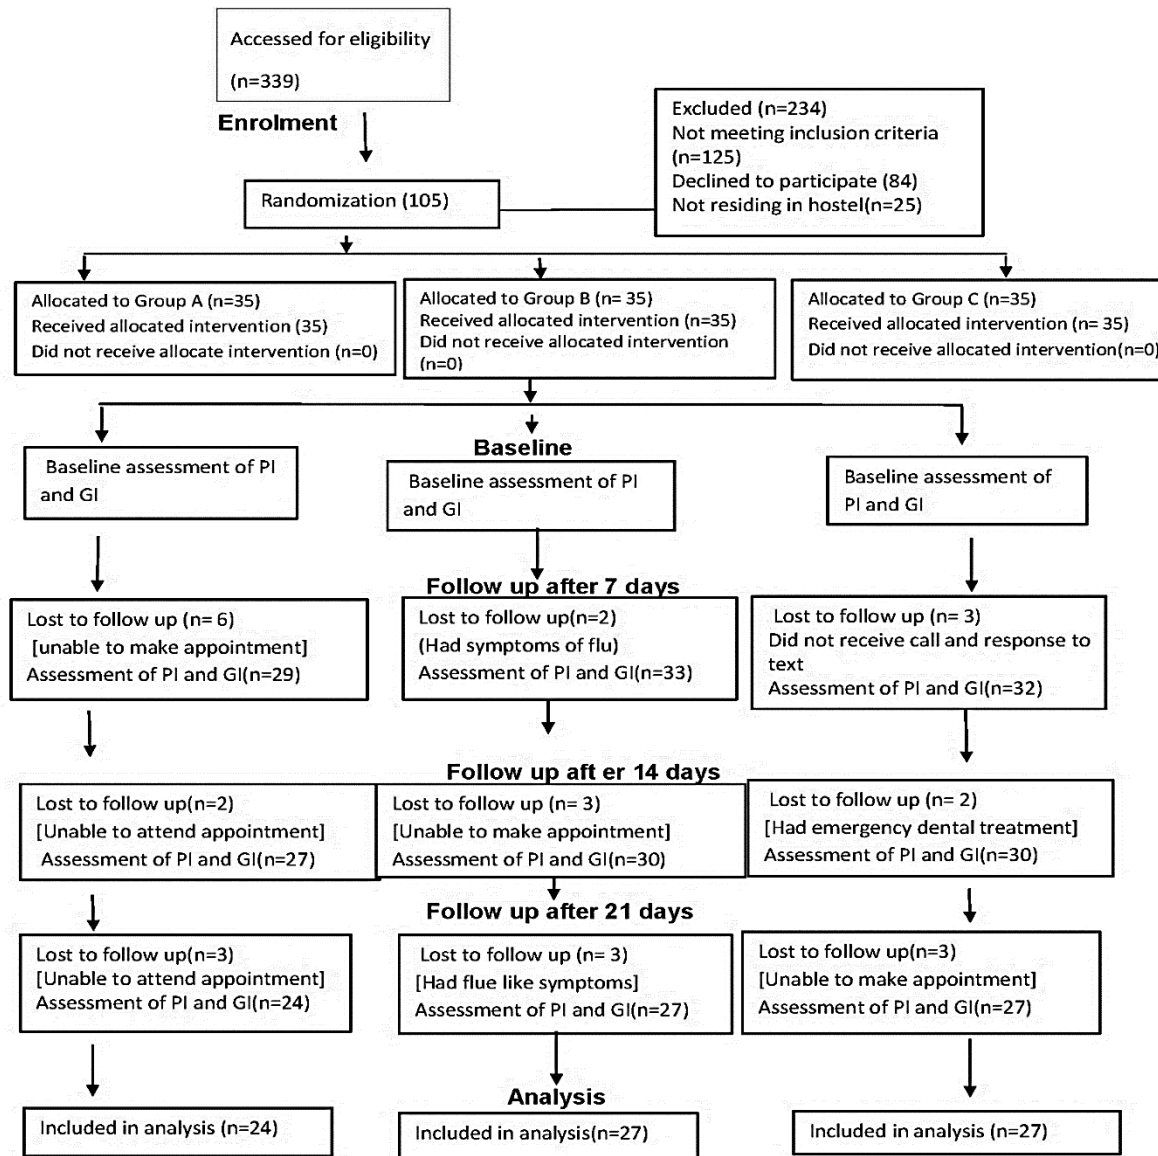 Accessed for eligibility
(n=339)
Enrolment
Excluded (n=234)
Not meeting inclusion criteria
(n=125)
Declined to participate (84)
Not residing in hostel(n=25)
Randomization (105)
Allocated to Group A (n=35)
Received allocated intervention (35)
Did not receive allocate intervention (n=0)
Allocated to Group B (n= 35)
Received allocated intervention (n=35)
Did not receive allocated intervention
(n=0)
Allocated to Group C (n=35)
Received allocated intervention (n= 35)
Did not receive allocated intervention(n=0)
Baseline
Baseline assessment of PI
and GI
Baseline assessment of PI
and GI
Baseline assessment of
PI and GI
Follow up after 7 days
Lost to follow up (n= 6)
[unable to make appointment]
Assessment of PI and GI(n=29)
Lost to follow up(n=2)
(Had symptoms of flu)
Assessment of PI and GI(n=33)
Lost to follow up (n= 3)
Did not receive call and response to
text
Assessment of PI and GI(n=32)
Follow up aft er 14 days
Lost to follow up(n=2)
[Unable to attend appointment]
Assessment of PI and GI(n=27)
Lost to follow up (n= 3)
[Unable to make appointment]
Assessment of PI and GI(n=30)
Lost to follow up (n= 2)
[Had emergency dental treatment]
Assessment of PI and GI(n=30)
Follow up after 21 days
Lost to follow up(n=3)
[Unable to attend appointment]
Assessment of PI and GI(n=24)
Lost to follow up (n= 3)
[Had flue like symptoms]
Assessment of PI and GI(n=27)
Lost to follow up(n=3)
[Unable to make appointment]
Assessment of PI and GI(n=27)
Analysis
Included in analysis (n=24)
Included in analysis(n=27)
Included in analysis (n=27)